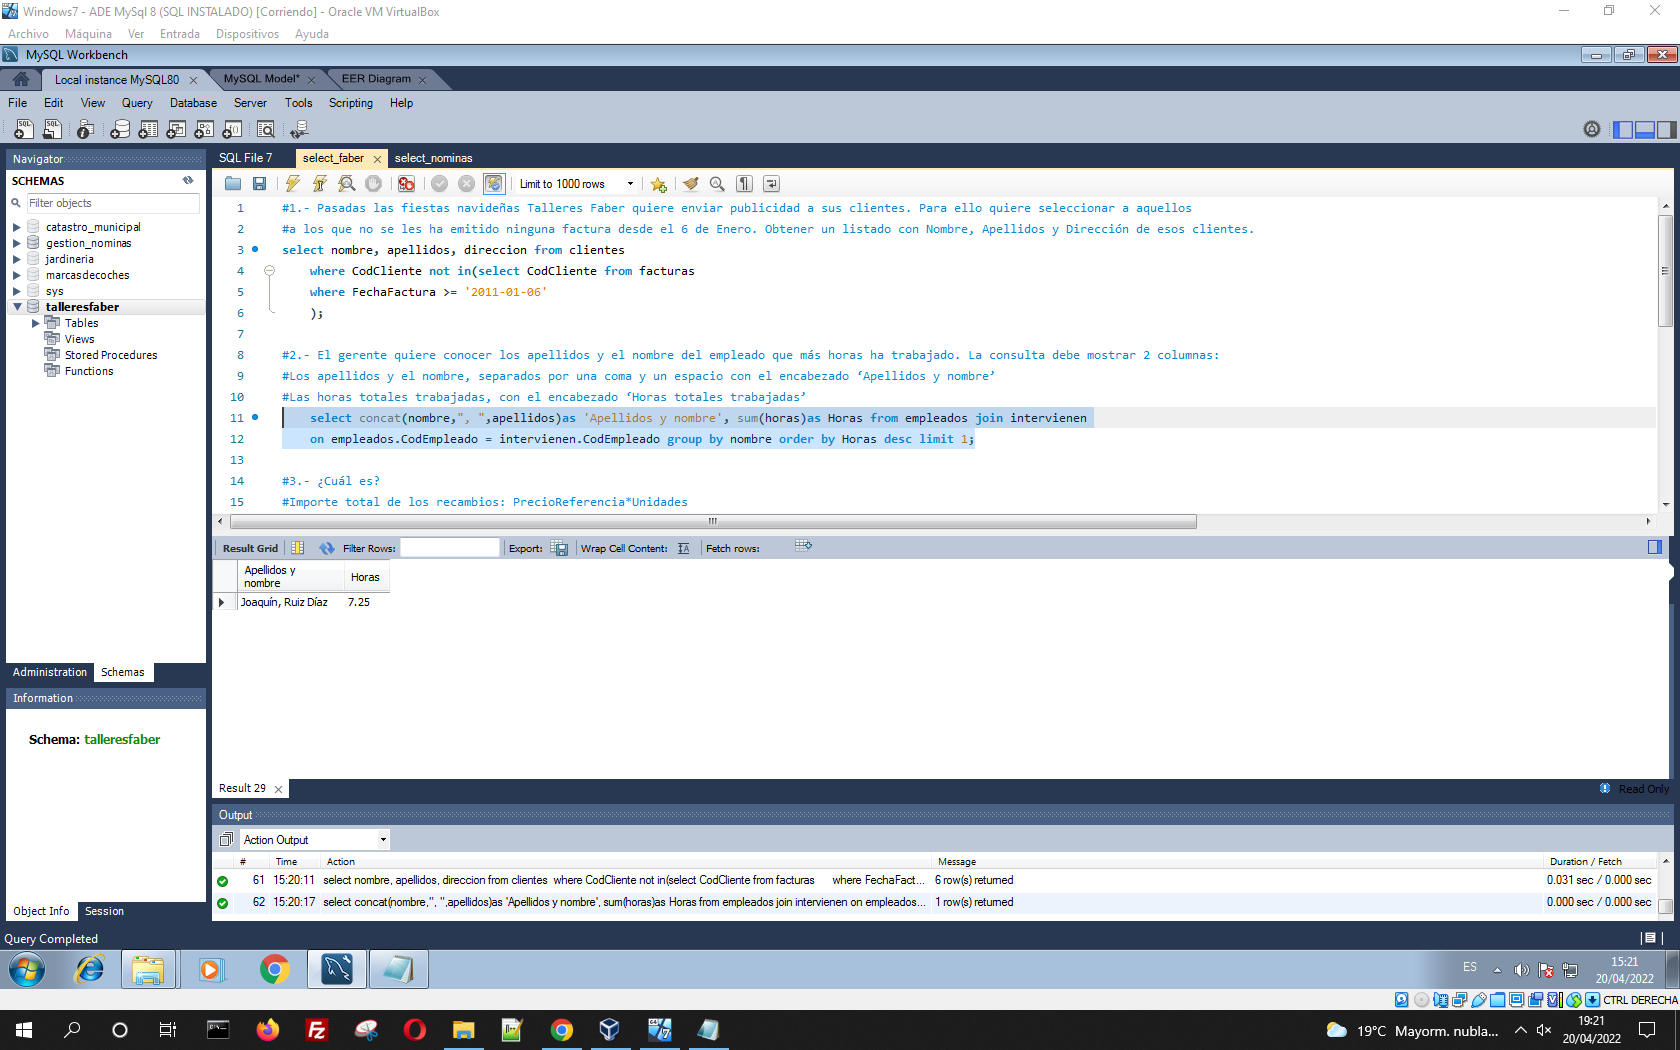 Windows7 - ADE MySql 8 (SQL INSTALADO) [Corriendo] - Oracle VM VirtualBox
Archivo Máquina Ver Entrada Dispositivos Ayuda
MySQL Workbench
Local instance MySQL80 MySQL Model* EER Diagram
File Edit View Query Database Server Tools Scripting Help
Navigator
SCHEMAS
Filter objects
catastro_municipal
gestion_nominas
jardineria
marcasdecoches
sys
talleresfaber
Tables
Views
Stored Procedures
Functions
Administration Schemas
Information
Schema: talleresfaber
Object Info Session
Query Completed
SQL File 7 select_faber select_nominas
Limit to 1000 rows
1 #1.- Pasadas las fiestas navideñas Talleres Faber quiere enviar publicidad a sus clientes. Para ello quiere seleccionar a aquellos
2 #a los que no se les ha emitido ninguna factura desde el 6 de Enero. Obtener un listado con Nombre, Apellidos y Dirección de esos clientes.
3 select nombre, apellidos, direccion from clientes
4 where CodCliente not in(select CodCliente from facturas
5 where FechaFactura >= '2011-01-06'
6 );
7
8 #2.- El gerente quiere conocer los apellidos y el nombre del empleado que más horas ha trabajado. La consulta debe mostrar 2 columnas:
9 #Los apellidos y el nombre, separados por una coma y un espacio con el encabezado ‘Apellidos y nombre’
10 #Las horas totales trabajadas, con el encabezado ‘Horas totales trabajadas’
11 select concat(nombre,", ",apellidos)as 'Apellidos y nombre', sum(horas)as Horas from empleados join intervienen
12 on empleados.CodEmpleado = intervienen.CodEmpleado group by nombre order by Horas desc limit 1;
13
14 #3.- ¿Cuál es?
15 #Importe total de los recambios: PrecioReferencia*Unidades
Result Grid Filter Rows: Export: Wrap Cell Content: Fetch rows:
Apellidos y nombre Horas
Joaquín, Ruiz Díaz 7.25
Result 29 Read Only
Output
Action Output
# Time Action Message Duration / Fetch
61 15:20:11 select nombre, apellidos, direccion from clientes where CodCliente not in(select CodCliente from facturas where FechaFact... 6 row(s) returned 0.031 sec / 0.000 sec
62 15:20:17 select concat(nombre,", ",apellidos)as 'Apellidos y nombre', sum(horas)as Horas from empleados join intervienen on empleados... 1 row(s) returned 0.000 sec / 0.000 sec
ES 15:21
20/04/2022
CTRL DERECHA
19°C Mayorm. nubla... 19:21
20/04/2022